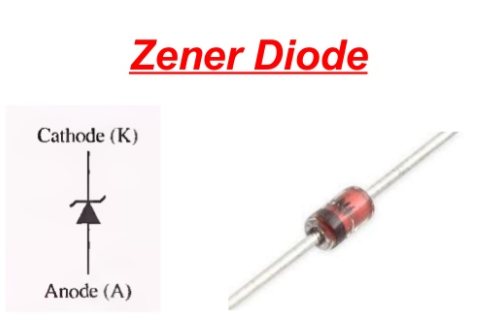 Zener Diode
Cathode (K)
Anode (A)